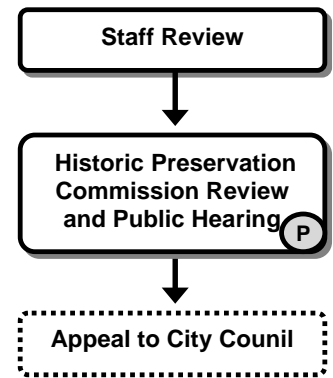 Staff Review
Historic Preservation
Commission Review
and Public Hearing
P
Appeal to City Counil